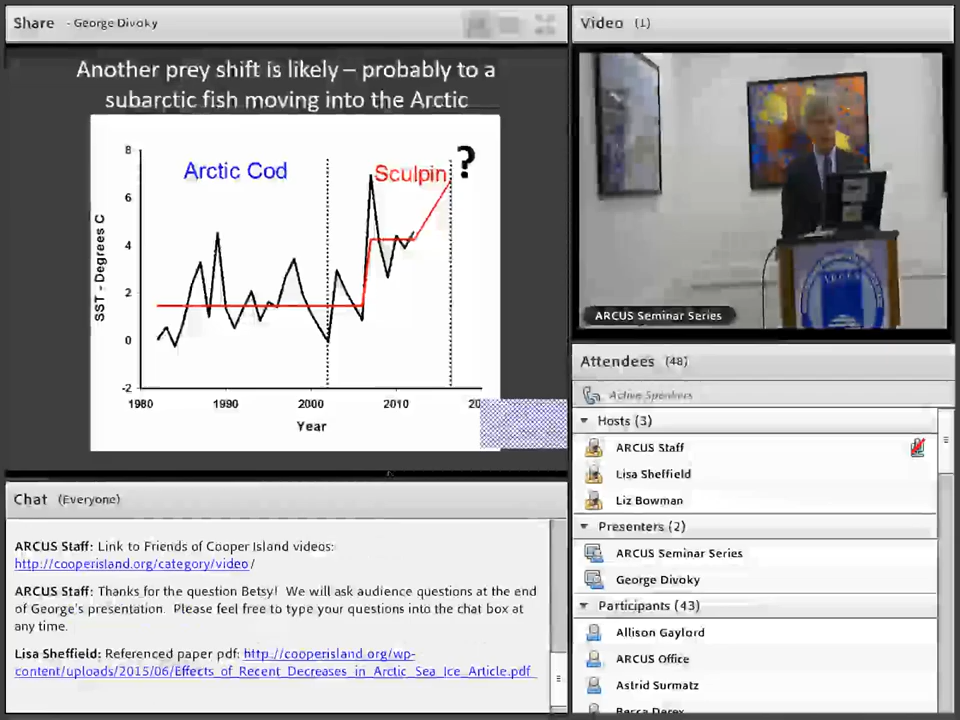 Share - George Divoky
Another prey shift is likely – probably to a
subarctic fish moving into the Arctic
8
6
4
2
0
-2
SST - Degrees C
Arctic Cod
Sculpin
?
1980
1990
2000
2010
Year
Chat (Everyone)
ARCUS Staff: Link to Friends of Cooper Island videos:
http://cooperisland.org/category/video/
ARCUS Staff: Thanks for the question Betsy! We will ask audience questions at the end
of George's presentation. Please feel free to type your questions into the chat box at
any time.
Lisa Sheffield: Referenced paper pdf: http://cooperisland.org/wp-
content/uploads/2015/06/Effects_of_Recent_Decreases_in_Arctic_Sea_Ice_Article.pdf
Video (1)
ARCUS Seminar Series
Attendees (48)
Active Speakers
Hosts (3)
ARCUS Staff
Lisa Sheffield
Liz Bowman
Presenters (2)
ARCUS Seminar Series
George Divoky
Participants (43)
Allison Gaylord
ARCUS Office
Astrid Surmatz